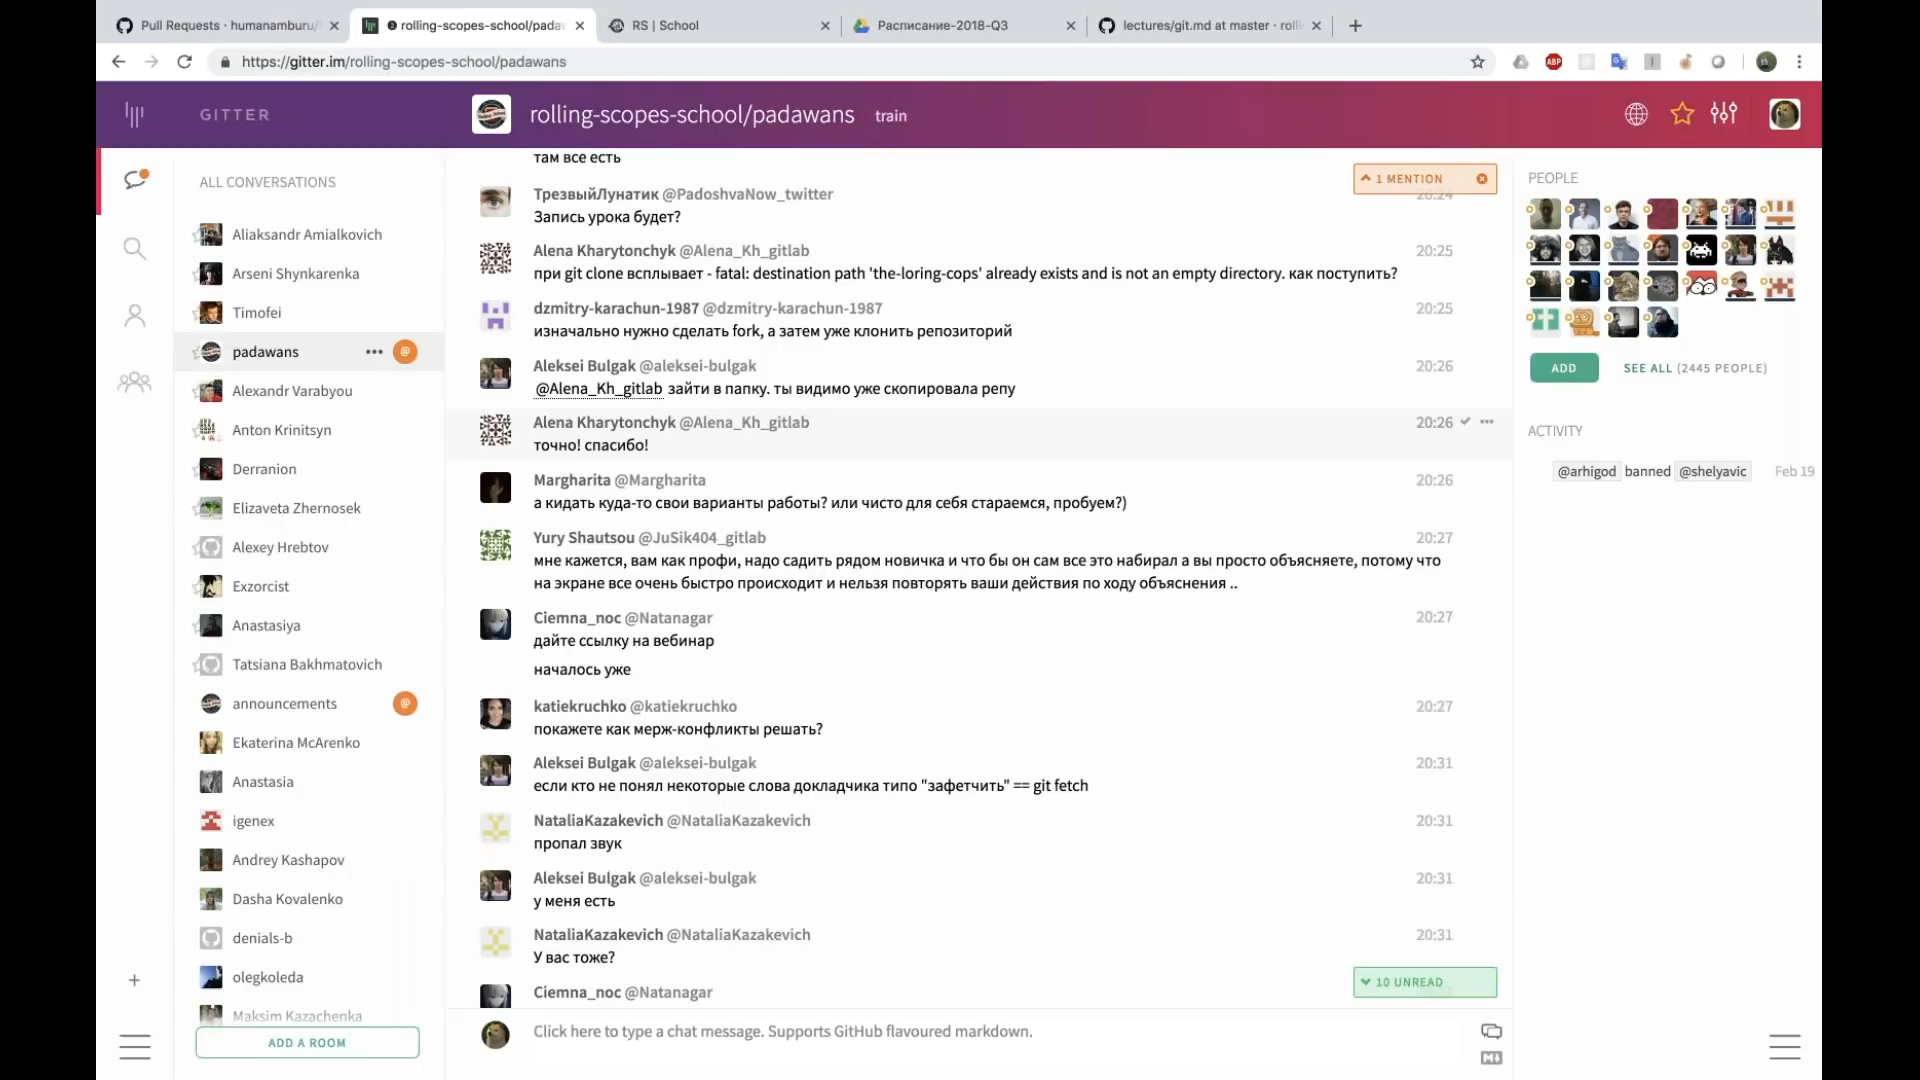 Pull Requests · humanamburu/
rolling-scopes-school/padaw
RS | School
Расписание-2018-Q3
lectures/git.md at master · rolli
https://gitter.im/rolling-scopes-school/padawans
ABP
GITTER
rolling-scopes-school/padawans train
ALL CONVERSATIONS
Aliaksandr Amialkovich
Arseni Shynkarenka
Timofei
padawans
@
Alexandr Varabyou
Anton Krinitsyn
Derranion
Elizaveta Zhernosek
Alexey Hrebtov
Exzorcist
Anastasiya
Tatsiana Bakhmatovich
announcements
@
Ekaterina McArenko
Anastasia
igenex
Andrey Kashapov
Dasha Kovalenko
denials-b
olegkoleda
Maksim Kazachenka
ADD A ROOM
там все есть
ТрезвыйЛунатик @PadoshvaNow_twitter 20:24
Запись урока будет?
Alena Kharytonchyk @Alena_Kh_gitlab 20:25
при git clone всплывает - fatal: destination path 'the-loring-cops' already exists and is not an empty directory. как поступить?
dzmitry-karachun-1987 @dzmitry-karachun-1987 20:25
изначально нужно сделать fork, а затем уже клонить репозиторий
Aleksei Bulgak @aleksei-bulgak 20:26
@Alena_Kh_gitlab зайти в папку. ты видимо уже скопировала репу
Alena Kharytonchyk @Alena_Kh_gitlab 20:26
точно! спасибо!
Margharita @Margharita 20:26
а кидать куда-то свои варианты работы? или чисто для себя стараемся, пробуем?)
Yury Shautsou @JuSik404_gitlab 20:27
мне кажется, вам как профи, надо садить рядом новичка и что бы он сам все это набирал а вы просто объясняете, потому что
на экране все очень быстро происходит и нельзя повторять ваши действия по ходу объяснения ..
Ciemna_noc @Natanagar 20:27
дайте ссылку на вебинар
началось уже
katiekruchko @katiekruchko 20:27
покажете как мерж-конфликты решать?
Aleksei Bulgak @aleksei-bulgak 20:31
если кто не понял некоторые слова докладчика типо "зафетчить" == git fetch
NataliaKazakevich @NataliaKazakevich 20:31
пропал звук
Aleksei Bulgak @aleksei-bulgak 20:31
у меня есть
NataliaKazakevich @NataliaKazakevich 20:31
У вас тоже?
Ciemna_noc @Natanagar
1 MENTION
10 UNREAD
Click here to type a chat message. Supports GitHub flavoured markdown.
PEOPLE
ADD
SEE ALL (2445 PEOPLE)
ACTIVITY
@arhigod banned @shelyavic Feb 19